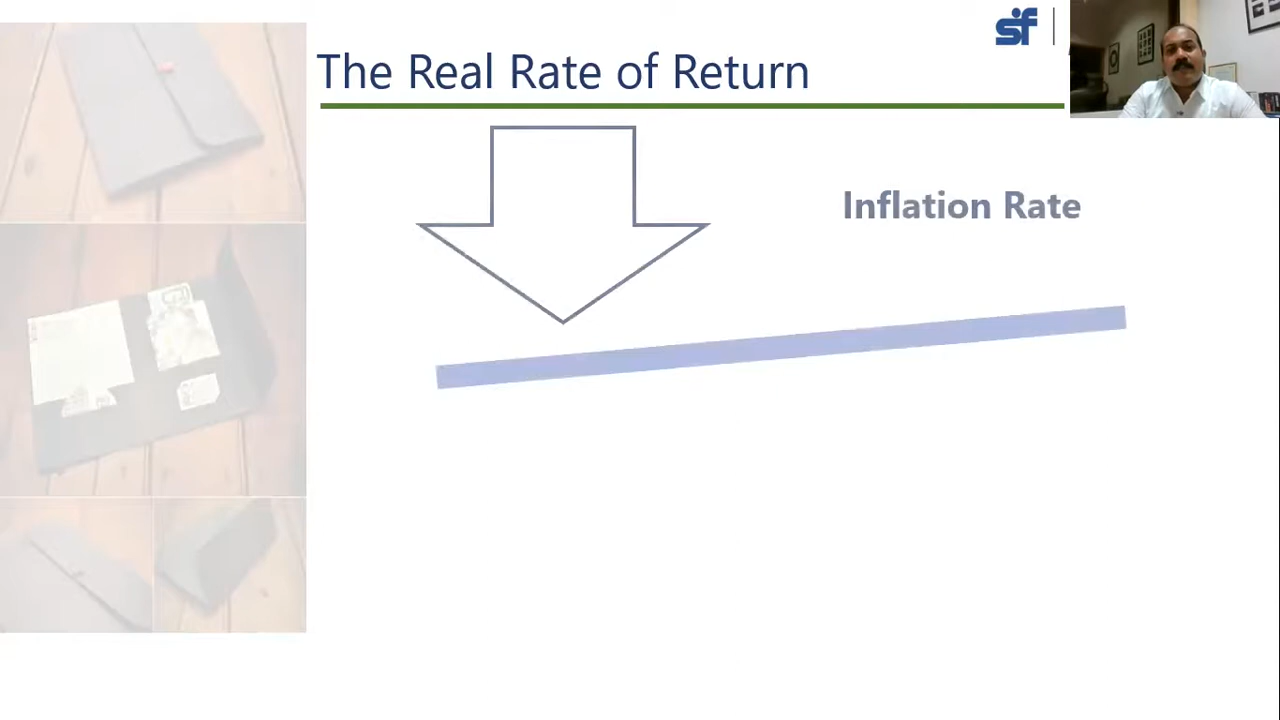 sf
The Real Rate of Return
Inflation Rate